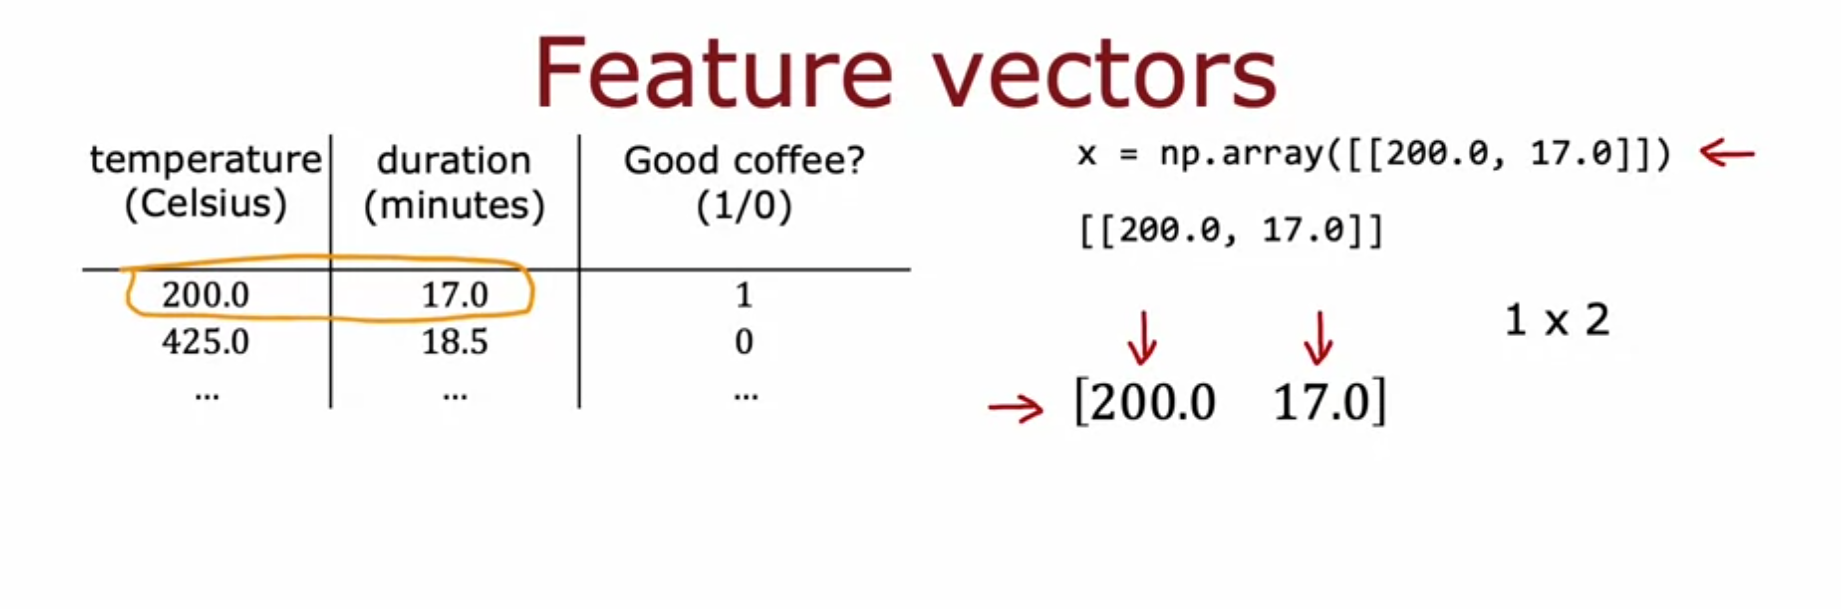 Feature vectors
temperature (Celsius) duration (minutes) Good coffee? (1/0)
200.0 17.0 1
425.0 18.5 0
... ... ...
x = np.array([[200.0, 17.0]])
[[200.0, 17.0]]
1 x 2
[200.0 17.0]